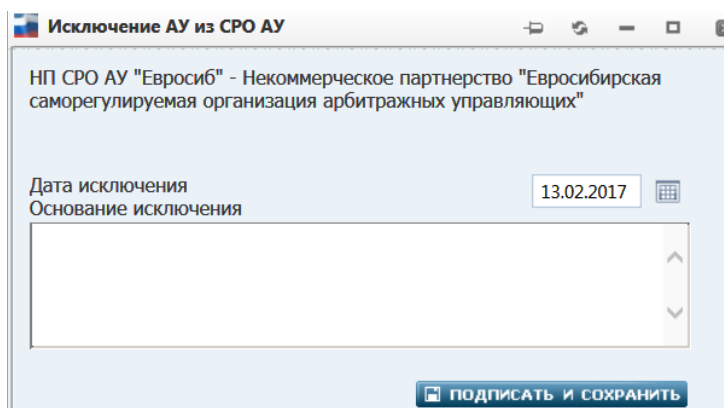 Исключение АУ из СРО АУ
НП СРО АУ "Евросиб" - Некоммерческое партнерство "Евросибирская
саморегулируемая организация арбитражных управляющих"
Дата исключения
13.02.2017
Основание исключения
ПОДПИСАТЬ И СОХРАНИТЬ